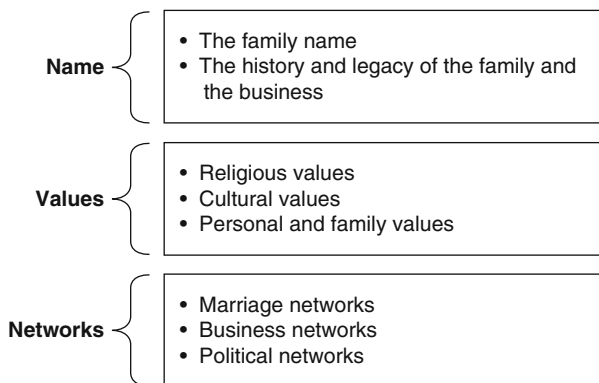 Name
• The family name
• The history and legacy of the family and
the business
Values
• Religious values
• Cultural values
• Personal and family values
Networks
• Marriage networks
• Business networks
• Political networks